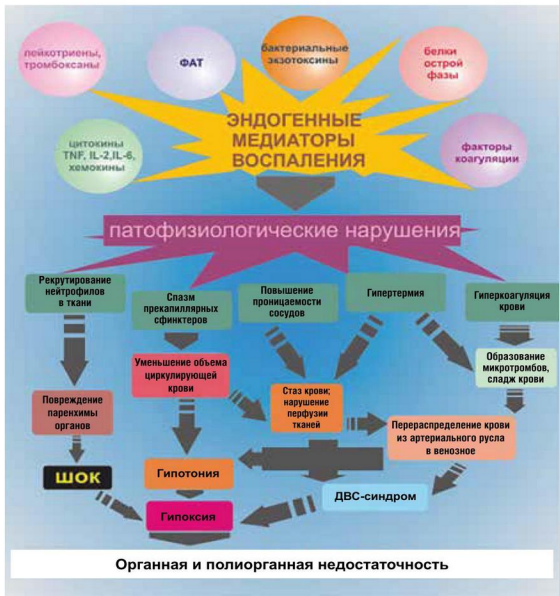 пейкотриены,
тромбоксаны
ФАТ
бактериальные
экзотоксины
белки
острой
фазы
цитокины
TNF, IL-2,IL-6,
хемокины
ЭНДОГЕННЫЕ
МЕДИАТОРЫ
ВОСПАЛЕНИЯ
факторы
коагуляции
патофизиологические нарушения
Рекрутирование
нейтрофилов
в ткани
Спазм
прекапиллярных
сфинктеров
Повышение
проницаемости
сосудов
Гипертермия
Гиперкоагуляция
крови
Уменьшение объема
циркулирующей
крови
Образование
микротромбов,
сладж крови
Повреждение
паренхимы
органов
Стаз крови;
нарушение
перфузии
тканей
Перераспределение крови
из артериального русла
в венозное
ШОК
Гипотония
ДВС-синдром
Гипоксия
Органная и полиорганная недостаточность